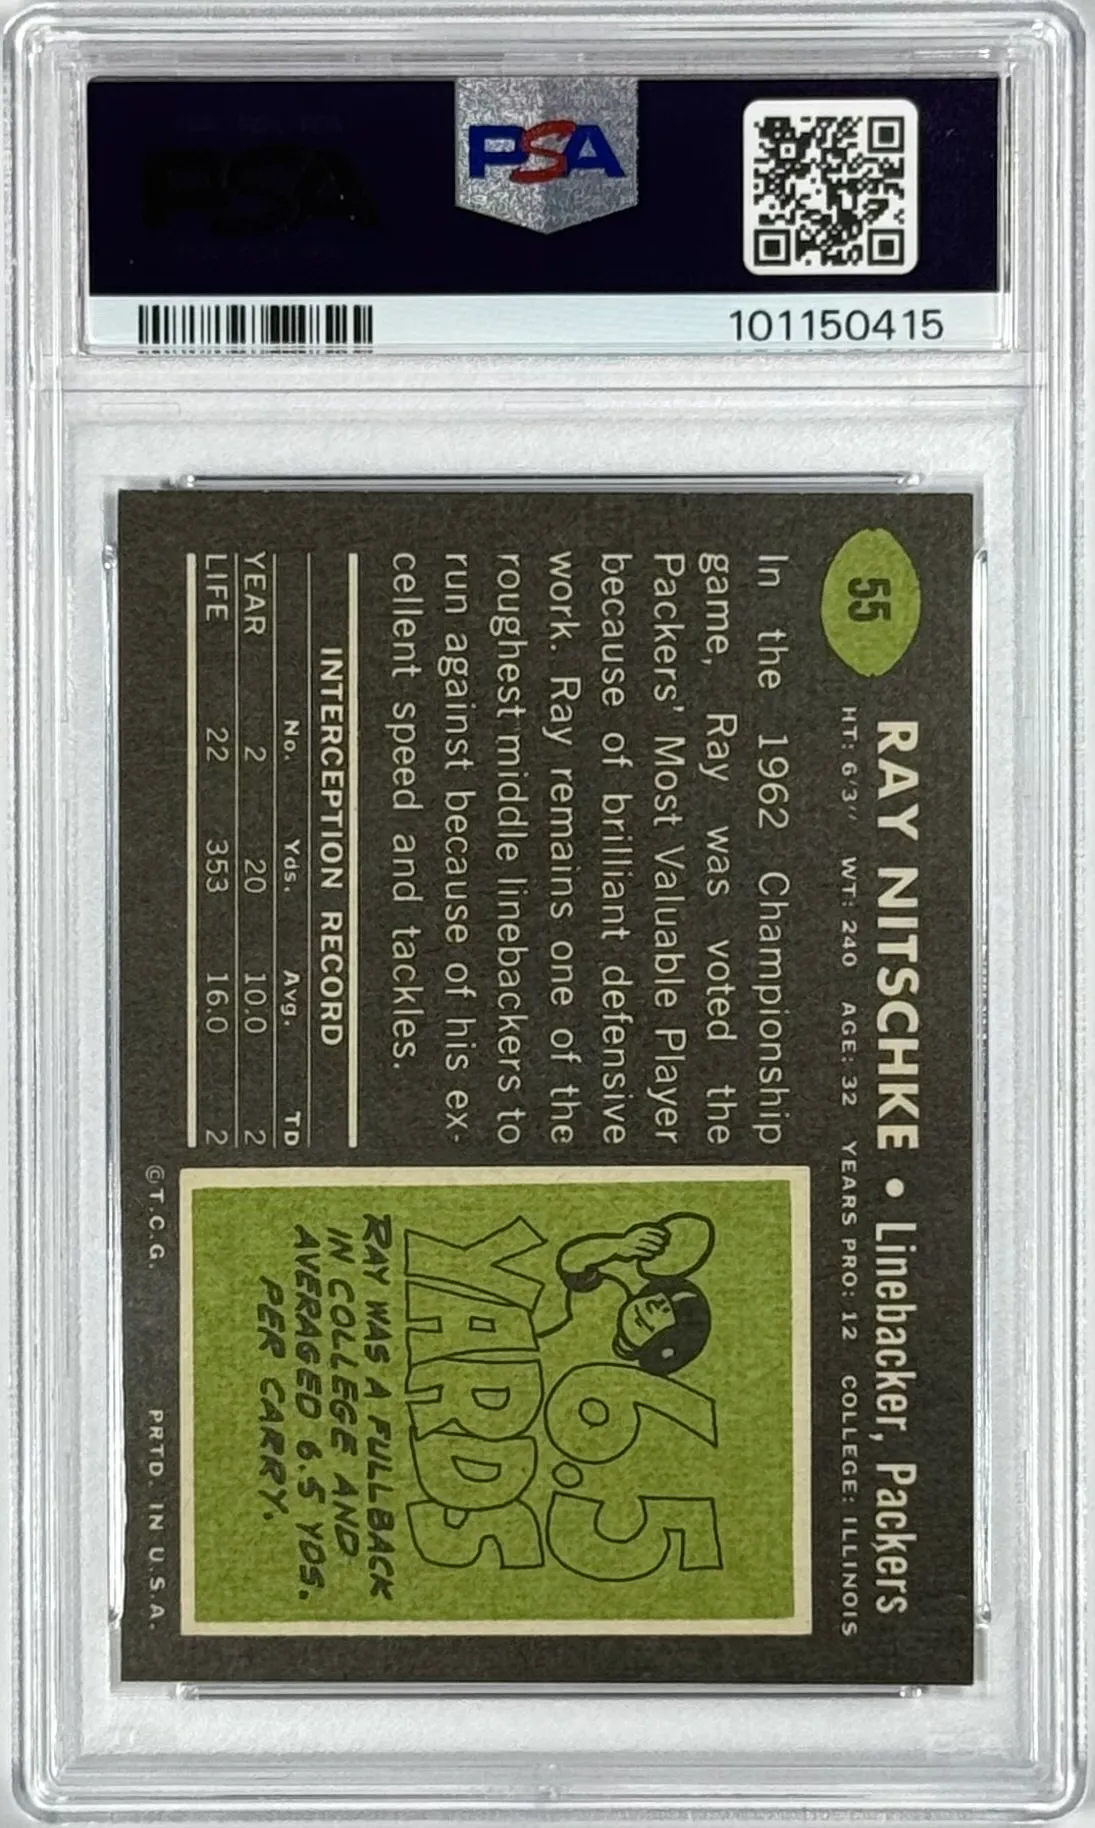 PSA
PSA
101150415
55
RAY NITSCHKE • Linebacker, Packers
HT: 6'3'' WT: 240 AGE: 32 YEARS PRO: 12 COLLEGE: ILLINOIS
In the 1962 Championship
game, Ray was voted the
Packers' Most Valuable Player
because of brilliant defensive
work. Ray remains one of the
roughest middle linebackers to
run against because of his ex-
cellent speed and tackles.
INTERCEPTION RECORD
No. Yds. Avg. TD
YEAR 2 20 10.0 2
LIFE 22 353 16.0 2
6.5
YARDS
RAY WAS A FULLBACK
IN COLLEGE AND
AVERAGED 6.5 YDS.
PER CARRY.
©T.C.G. PRTD. IN U.S.A.